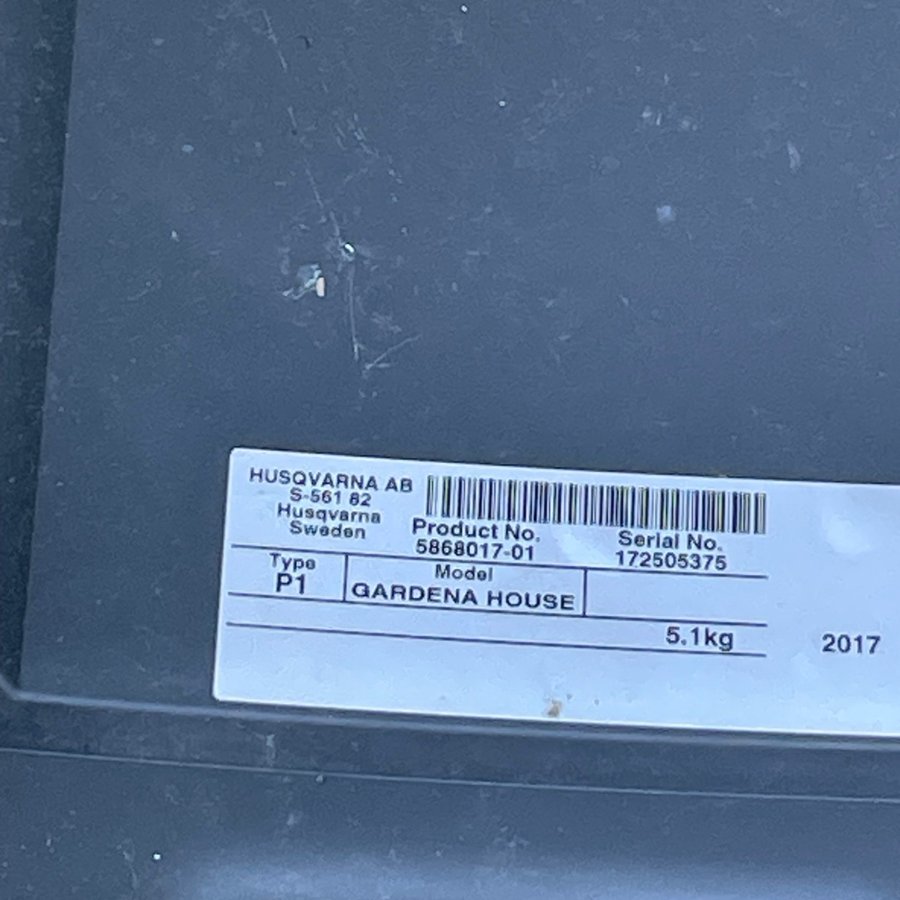 HUSQVARNA AB
S-561 82
Husqvarna
Sweden
Product No.
5868017-01
Serial No.
172505375
Type
P1
Model
GARDENA HOUSE
5.1kg
2017